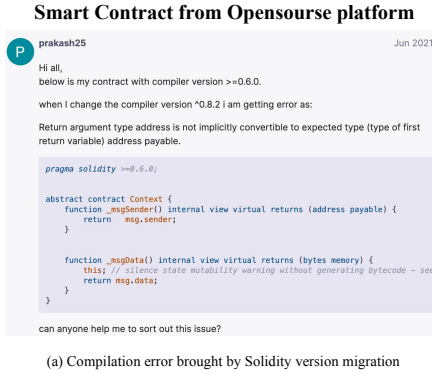 Smart Contract from Opensourse platform
P
prakash25
Jun 2021
Hi all,
below is my contract with compiler version >=0.6.0.
when I change the compiler version ^0.8.2 i am getting error as:
Return argument type address is not implicitly convertible to expected type (type of first
return variable) address payable.
pragma solidity >=0.6.0;
abstract contract Context {
function _msgSender() internal view virtual returns (address payable) {
return msg.sender;
}
function _msgData() internal view virtual returns (bytes memory) {
this; // silence state mutability warning without generating bytecode – see
return msg.data;
}
}
can anyone help me to sort out this issue?
(a) Compilation error brought by Solidity version migration